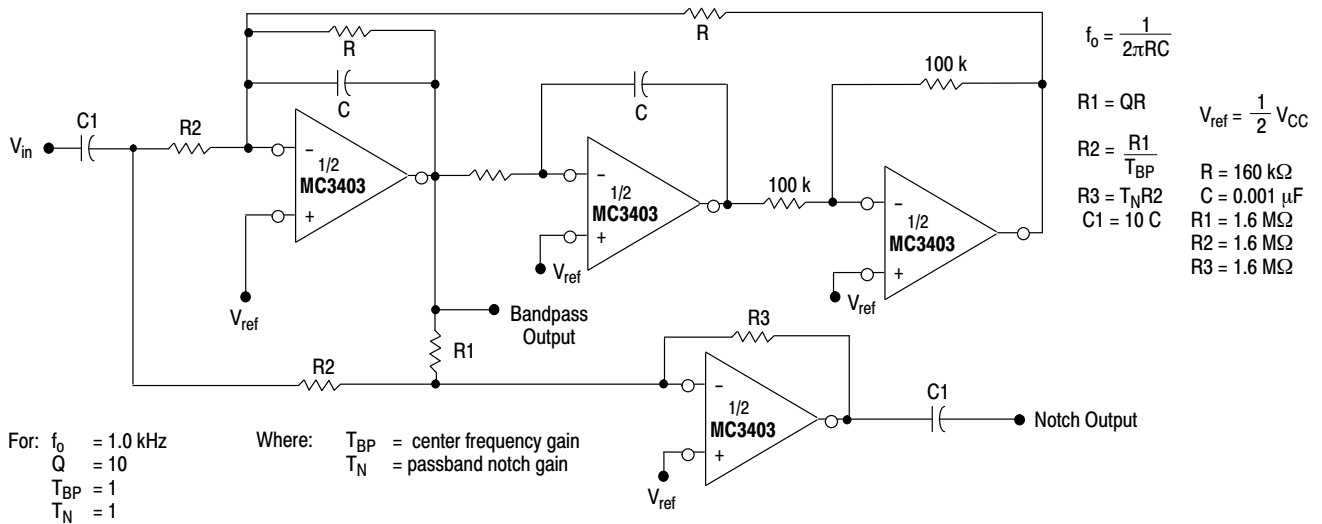 R
R
C
C1
V_in
R2
1/2
MC3403
−
+
V_ref
C
1/2
MC3403
−
+
V_ref
100 k
100 k
1/2
MC3403
−
+
V_ref
Bandpass
Output
R1
R2
R3
1/2
MC3403
−
+
V_ref
C1
Notch Output
f_o = 1/2πRC
R1 = QR
R2 = R1/T_BP
R3 = T_NR2
C1 = 10 C
V_ref = 1/2 V_CC
R = 160 kΩ
C = 0.001 μF
R1 = 1.6 MΩ
R2 = 1.6 MΩ
R3 = 1.6 MΩ
For: f_o = 1.0 kHz
Q = 10
T_BP = 1
T_N = 1
Where: T_BP = center frequency gain
T_N = passband notch gain